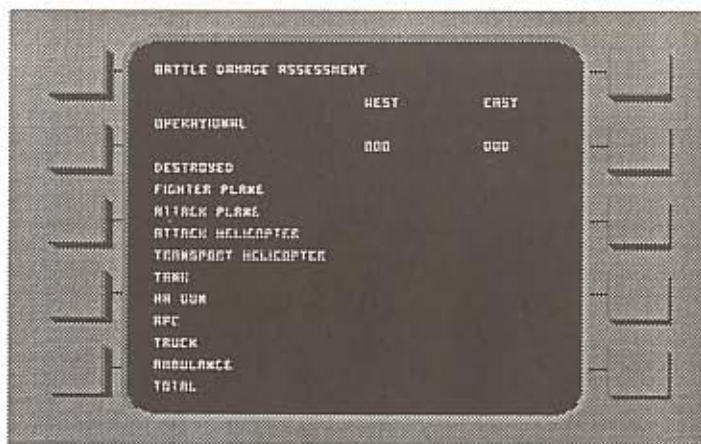 BATTLE DAMAGE ASSESSMENT
WEST EAST
OPERATIONAL
000 000
DESTROYED
FIGHTER PLANE
ATTACK PLANE
ATTACK HELICOPTER
TRANSPORT HELICOPTER
TANK
AA GUN
APC
TRUCK
AMBULANCE
TOTAL